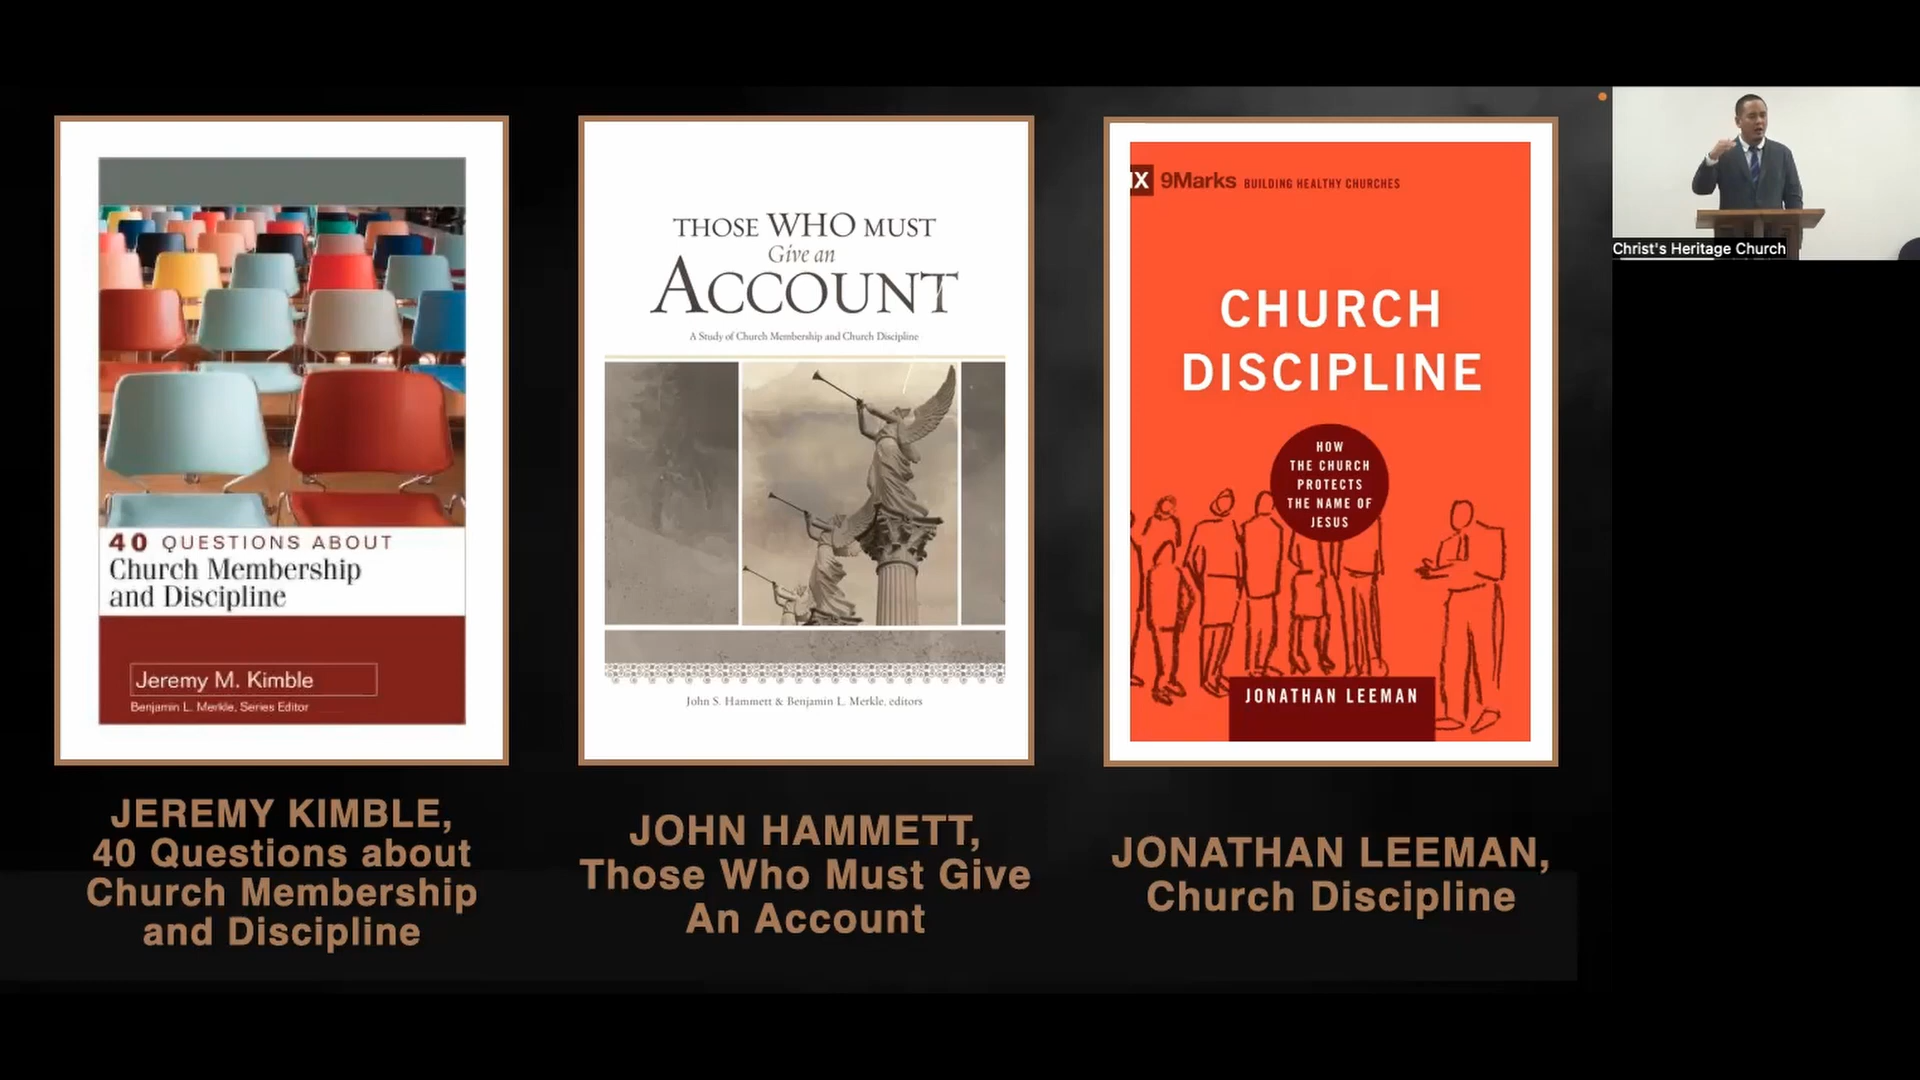 40 QUESTIONS ABOUT
Church Membership
and Discipline
Jeremy M. Kimble
Benjamin L. Merkle, Series Editor
JEREMY KIMBLE,
40 Questions about
Church Membership
and Discipline
THOSE WHO MUST
Give an
ACCOUNT
A Study of Church Membership and Church Discipline
John S. Hammett & Benjamin L. Merkle, editors
JOHN HAMMETT,
Those Who Must Give
An Account
IX 9Marks BUILDING HEALTHY CHURCHES
CHURCH
DISCIPLINE
HOW
THE CHURCH
PROTECTS
THE NAME OF
JESUS
JONATHAN LEEMAN
JONATHAN LEEMAN,
Church Discipline
Christ's Heritage Church